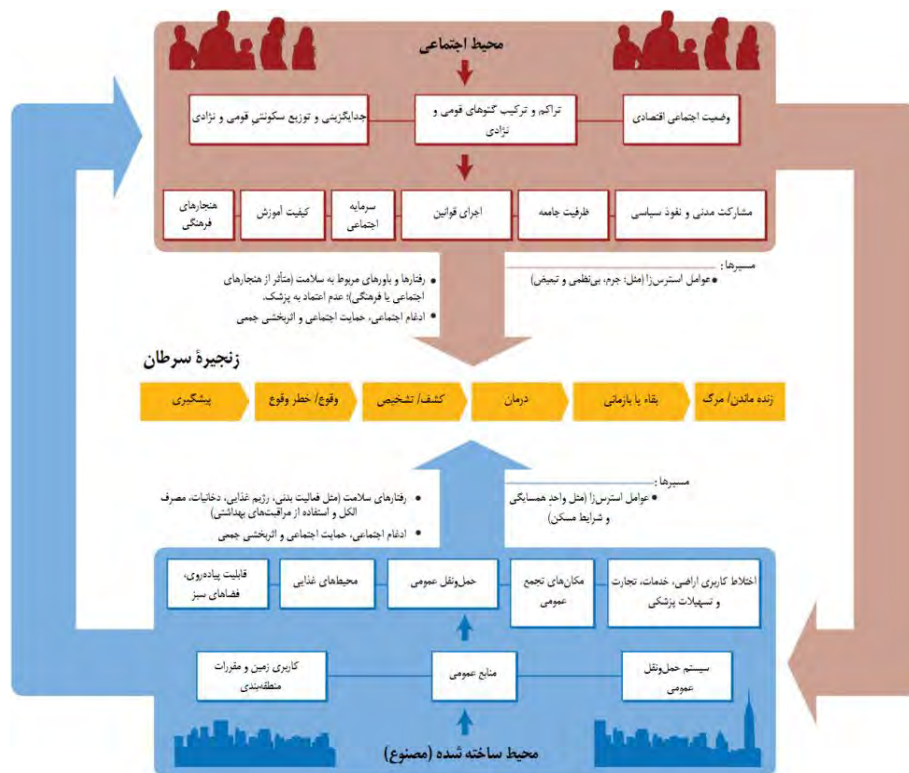 محیط اجتماعی
وضعیت اجتماعی اقتصادی
تراکم و ترکیب گتوهای قومی و
نژادی
جدایگزینی و توزیع سکونتیِ قومی و نژادی
مشارکت مدنی و نفوذ سیاسی
ظرفیت جامعه
اجرای قوانین
سرمایه
اجتماعی
کیفیت آموزش
هنجارهای
فرهنگی
مسیرها:
عوامل استرس‌زا (مثل: جرم، بی‌نظمی و تبعیض)
رفتارها و باورهای مربوط به سلامت (متأثر از هنجارهای
اجتماعی یا فرهنگی)؛ عدم اعتماد به پزشک.
ادغام اجتماعی، حمایت اجتماعی و اثربخشی جمعی
زنجیرهٔ سرطان
پیشگیری
وقوع/ خطر وقوع
کشف/ تشخیص
درمان
بقاء یا بازمانی
زنده ماندن/ مرگ
مسیرها:
عوامل استرس‌زا (مثل واحدِ همسایگی
و شرایط مسکن)
رفتارهای سلامت (مثل فعالیت بدنی، رژیم غذایی، دخانیات، مصرف
الکل و استفاده از مراقبت‌های بهداشتی)
ادغام اجتماعی، حمایت اجتماعی و اثربخشی جمعی
اختلاط کاربری اراضی، خدمات، تجارت
و تسهیلات پزشکی
مکان‌های تجمع
عمومی
حمل‌ونقل عمومی
محیط‌های غذایی
قابلیت پیاده‌روی،
فضاهای سبز
سیستم حمل‌ونقل
عمومی
منابع عمومی
کاربری زمین و مقررات
منطقه‌بندی
محیط ساخته شده (مصنوع)